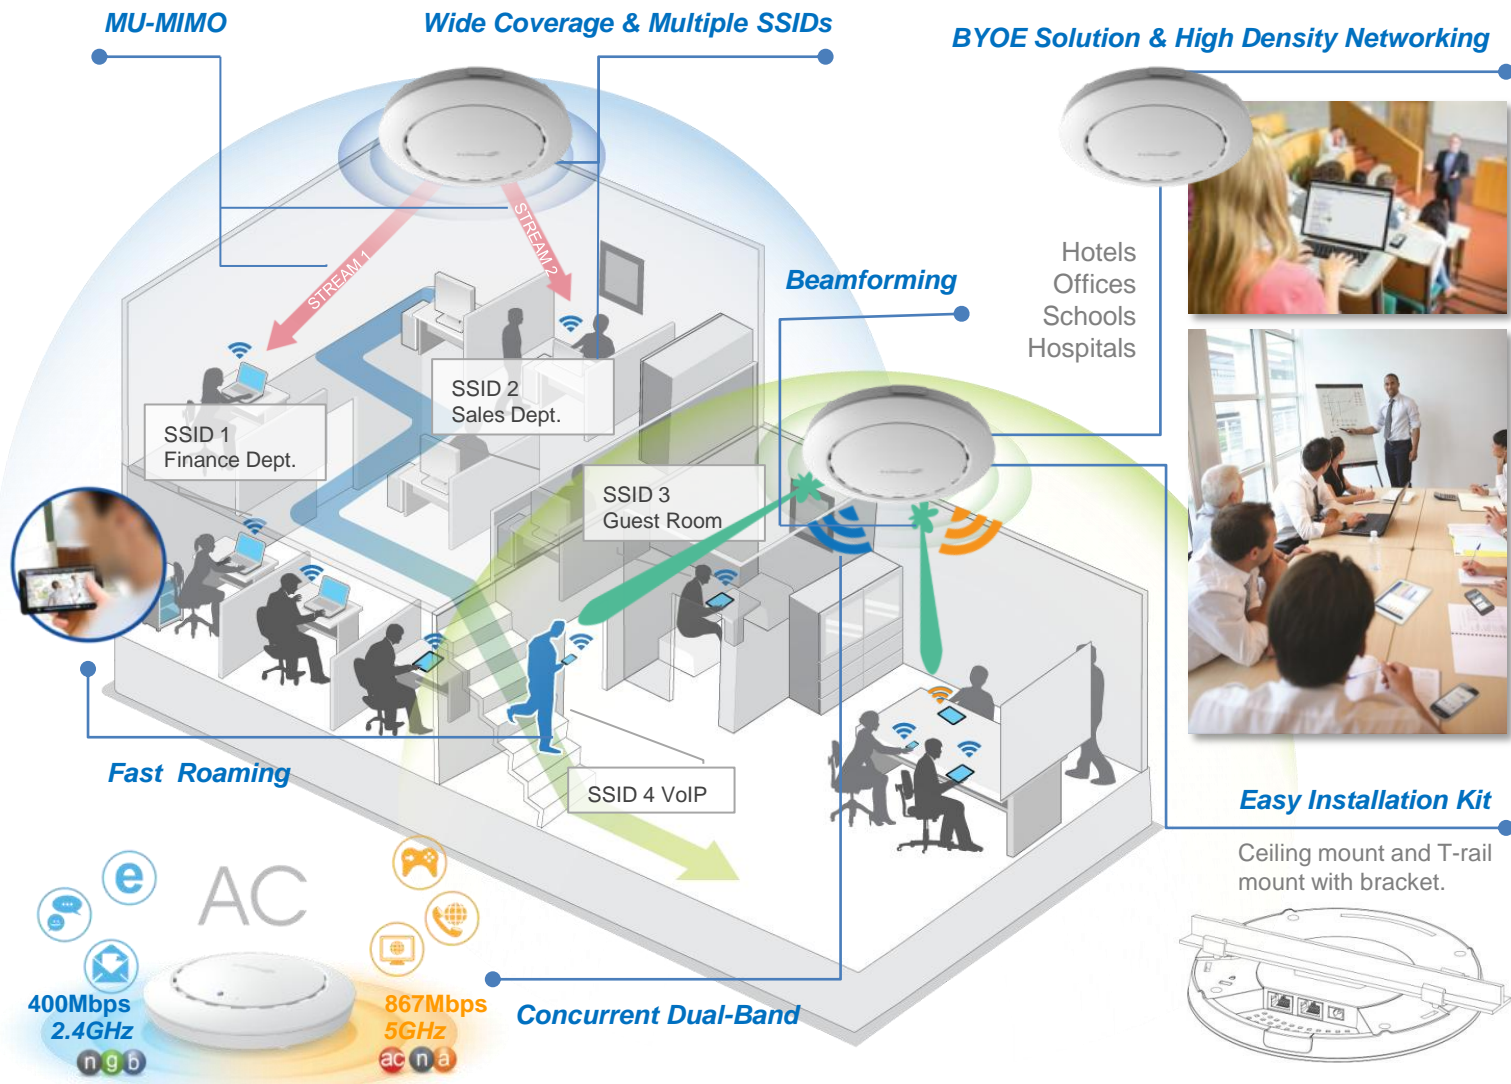 MU-MIMO
Wide Coverage & Multiple SSIDs
BYOE Solution & High Density Networking
STREAM 1
STREAM 2
Beamforming
Hotels
Offices
Schools
Hospitals
SSID 1
Finance Dept.
SSID 2
Sales Dept.
SSID 3
Guest Room
Fast Roaming
SSID 4 VoIP
Easy Installation Kit
Ceiling mount and T-rail
mount with bracket.
e
AC
400Mbps
2.4GHz
n g b
867Mbps
5GHz
ac n a
Concurrent Dual-Band